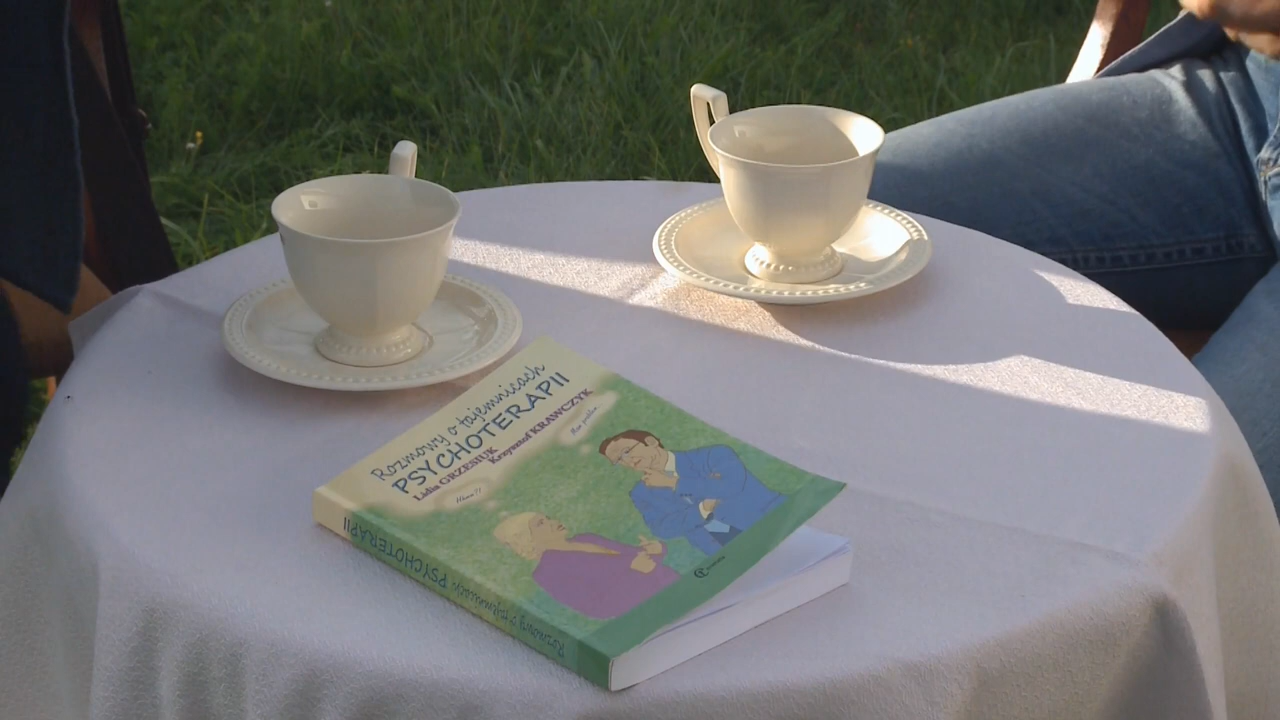 Rozmowy o tajemnicach
PSYCHOTERAPII
Lidia GRZESIUK
Krzysztof KRAWCZYK
Hmm?!
Rozmowy o tajemnicach PSYCHOTERAPII